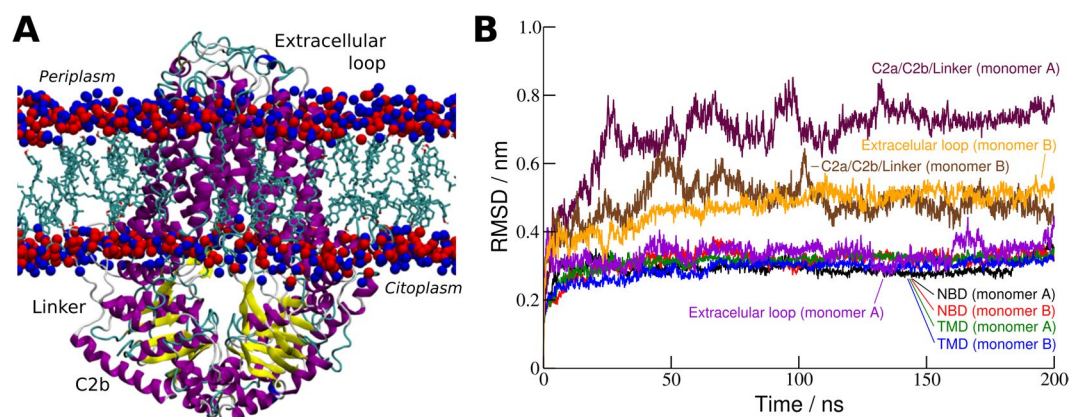 A
Extracellular
loop
Periplasm
Citoplasm
Linker
C2b
B
1.0
0.8
0.6
0.4
0.2
0
RMSD / nm
C2a/C2b/Linker (monomer A)
Extracelular loop (monomer B)
C2a/C2b/Linker (monomer B)
Extracellular loop (monomer A)
NBD (monomer A)
NBD (monomer B)
TMD (monomer A)
TMD (monomer B)
0
50
100
150
200
Time / ns